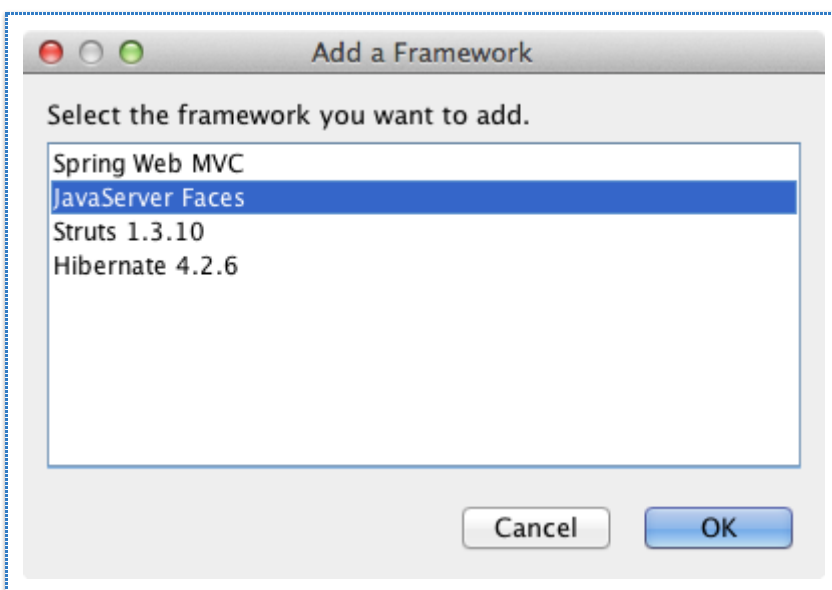 Add a Framework
Select the framework you want to add.
Spring Web MVC
JavaServer Faces
Struts 1.3.10
Hibernate 4.2.6
Cancel OK